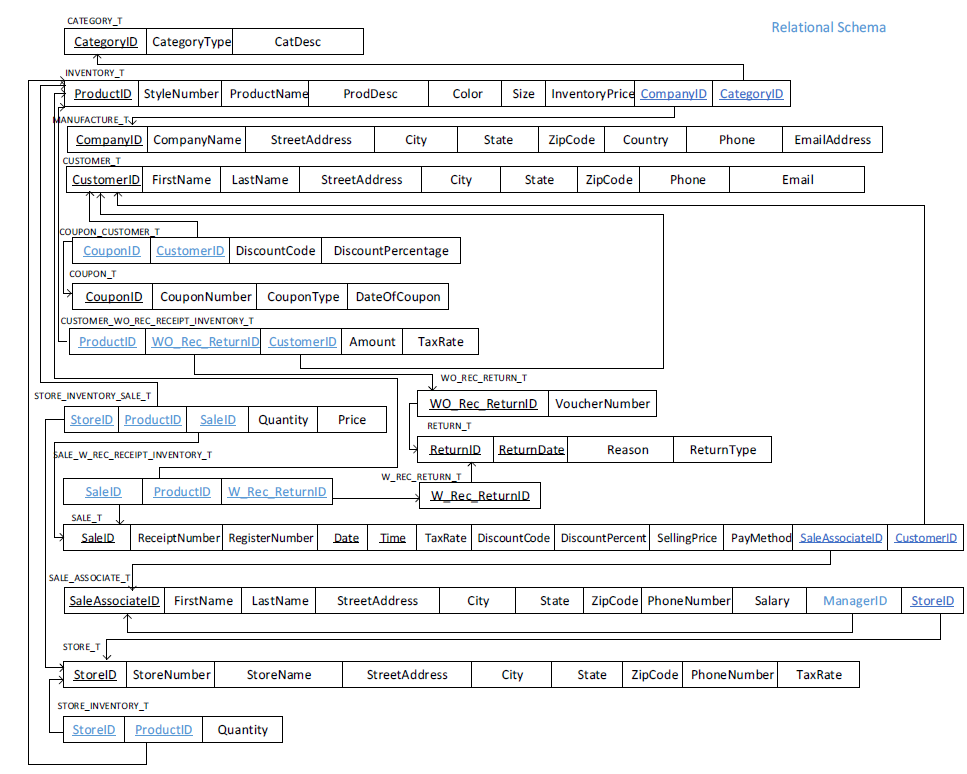 CATEGORY_T
Relational Schema
CategoryID CategoryType CatDesc
INVENTORY_T
ProductID StyleNumber ProductName ProdDesc Color Size InventoryPrice CompanyID CategoryID
MANUFACTURE_T
CompanyID CompanyName StreetAddress City State ZipCode Country Phone EmailAddress
CUSTOMER_T
CustomerID FirstName LastName StreetAddress City State ZipCode Phone Email
COUPON_CUSTOMER_T
CouponID CustomerID DiscountCode DiscountPercentage
COUPON_T
CouponID CouponNumber CouponType DateOfCoupon
CUSTOMER_WO_REC_RECEIPT_INVENTORY_T
ProductID WO_Rec_ReturnID CustomerID Amount TaxRate
WO_REC_RETURN_T
WO_Rec_ReturnID VoucherNumber
STORE_INVENTORY_SALE_T
StoreID ProductID SaleID Quantity Price
RETURN_T
ReturnID ReturnDate Reason ReturnType
SALE_W_REC_RECEIPT_INVENTORY_T
SaleID ProductID W_Rec_ReturnID
W_REC_RETURN_T
W_Rec_ReturnID
SALE_T
SaleID ReceiptNumber RegisterNumber Date Time TaxRate DiscountCode DiscountPercent SellingPrice PayMethod SaleAssociateID CustomerID
SALE_ASSOCIATE_T
SaleAssociateID FirstName LastName StreetAddress City State ZipCode PhoneNumber Salary ManagerID StoreID
STORE_T
StoreID StoreNumber StoreName StreetAddress City State ZipCode PhoneNumber TaxRate
STORE_INVENTORY_T
StoreID ProductID Quantity